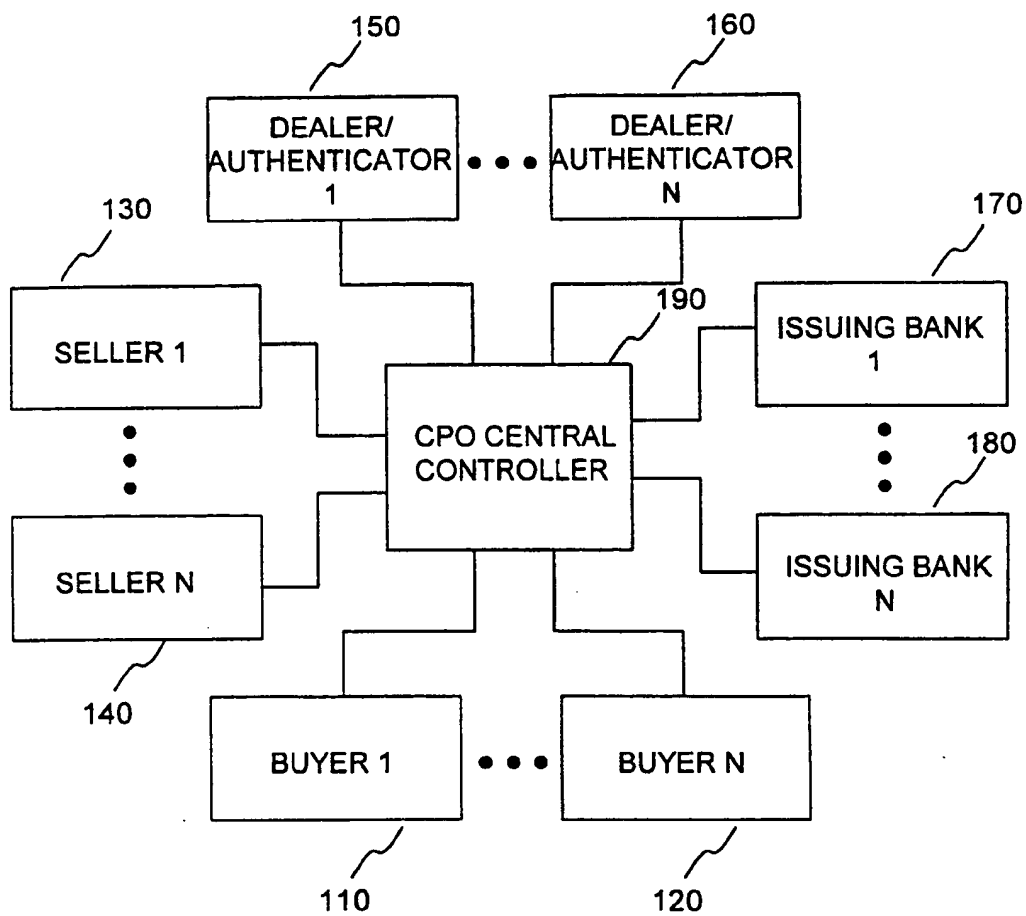 150
160
DEALER/
AUTHENTICATOR
1
DEALER/
AUTHENTICATOR
N
130
170
190
SELLER 1
ISSUING BANK
1
CPO CENTRAL
CONTROLLER
180
SELLER N
ISSUING BANK
N
140
BUYER 1
BUYER N
110
120